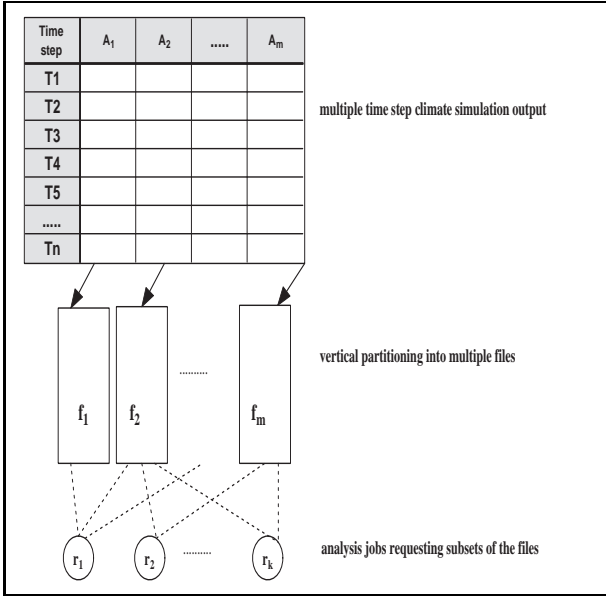 Time step A1 A2 ..... Am
T1
T2
T3
T4
T5
.....
Tn
multiple time step climate simulation output
f1 f2 .......... fm
vertical partitioning into multiple files
r1 r2 .......... rk
analysis jobs requesting subsets of the files